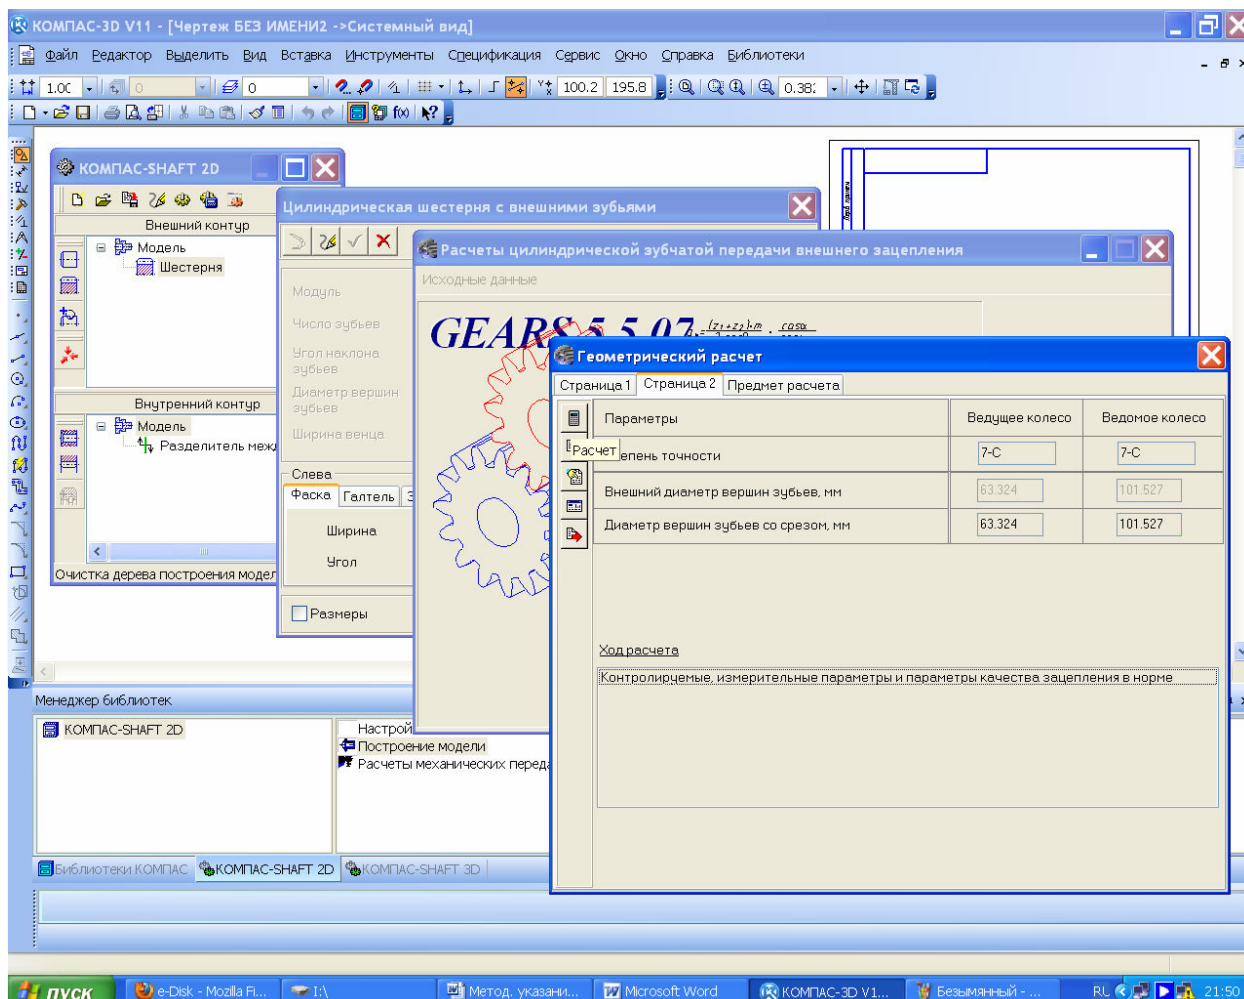 КОМПАС-3D V11 - [Чертеж БЕЗ ИМЕНИ2 ->Системный вид]
Файл Редактор Выделить Вид Вставка Инструменты Спецификация Сервис Окно Справка Библиотеки
0 0 100.2 195.8
f(x)
КОМПАС-SHAFT 2D
Внешний контур
Модель
Шестерня
Внутренний контур
Модель
Разделитель меж
Очистка дерева построения модел
Цилиндрическая шестерня с внешними зубьями
Модуль
Число зубьев
Угол наклона
зубьев
Диаметр вершин
зубьев
Ширина венца
Слева
Фаска Галтель
Ширина
Угол
Размеры
Расчеты цилиндрической зубчатой передачи внешнего зацепления
Исходные данные
GEARS 5.5.07
Геометрический расчет
Страница 1 Страница 2 Предмет расчета
Параметры Ведущее колесо Ведомое колесо
Расчет
епень точности 7-C 7-C
Внешний диаметр вершин зубьев, мм 63.324 101.527
Диаметр вершин зубьев со срезом, мм 63.324 101.527
Ход расчета
Контролируемые, измерительные параметры и параметры качества зацепления в норме
Менеджер библиотек
КОМПАС-SHAFT 2D
Настрой
Построение модели
Расчеты механических перед
Библиотеки КОМПАС КОМПАС-SHAFT 2D КОМПАС-SHAFT 3D
пуск e-Disk - Mozilla Fi... I:\ Метод. указани... Microsoft Word КОМПАС-3D V1... Безымянный - ... RU 21:50